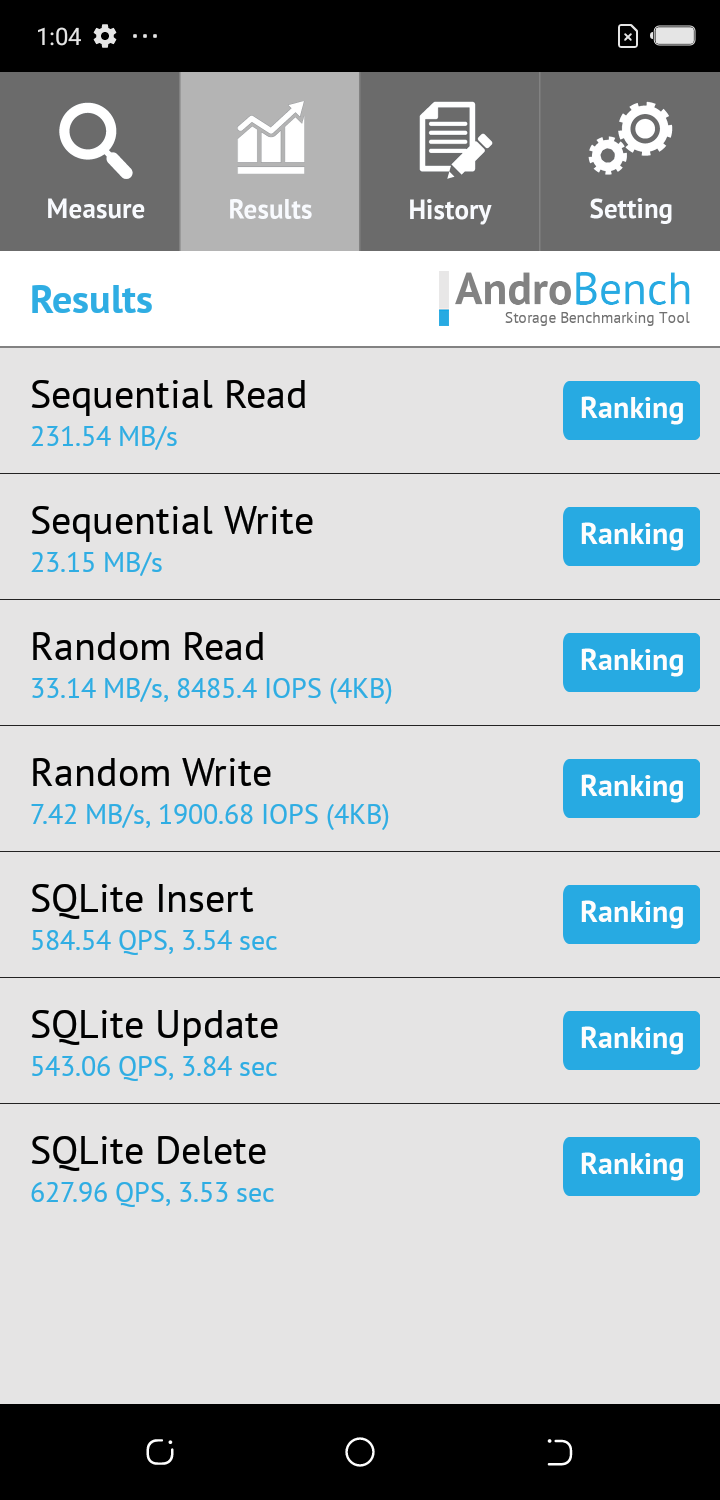 1:04
Measure Results History Setting
Results
AndroBench
Storage Benchmarking Tool
Sequential Read
231.54 MB/s
Ranking
Sequential Write
23.15 MB/s
Ranking
Random Read
33.14 MB/s, 8485.4 IOPS (4KB)
Ranking
Random Write
7.42 MB/s, 1900.68 IOPS (4KB)
Ranking
SQLite Insert
584.54 QPS, 3.54 sec
Ranking
SQLite Update
543.06 QPS, 3.84 sec
Ranking
SQLite Delete
627.96 QPS, 3.53 sec
Ranking